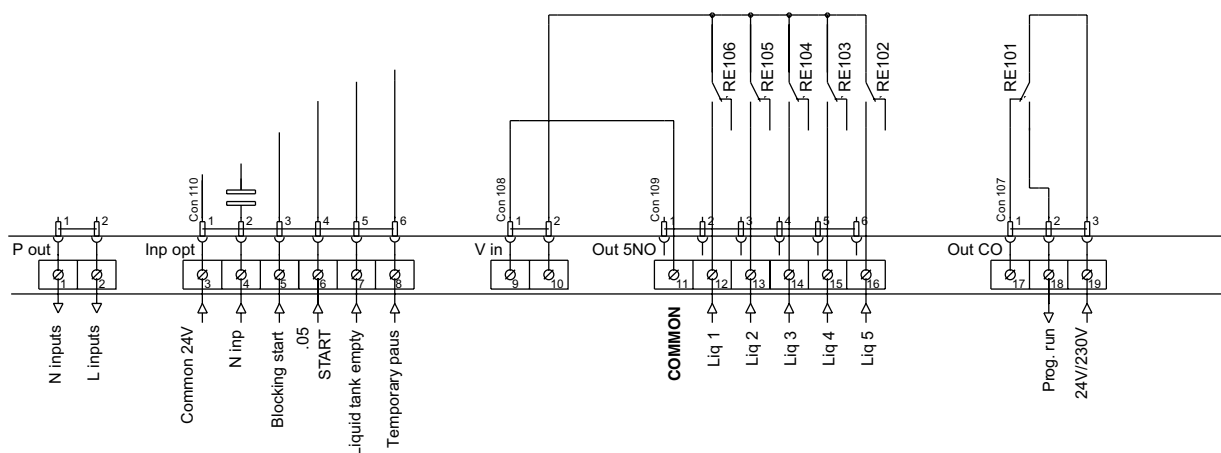 RE106
RE105
RE104
RE103
RE102
RE101
Con 110
Con 108
Con 109
Con 107
1 2
1 2 3 4 5 6
1 2
1 2 3 4 5 6
1 2 3
P out
Inp opt
V in
Out 5NO
Out CO
1 2
3 4 5 6 7 8
9 10
11 12 13 14 15 16
17 18 19
N inputs
L inputs
Common 24V
N inp
Blocking start
.05
START
Liquid tank empty
Temporary paus
COMMON
Liq 1
Liq 2
Liq 3
Liq 4
Liq 5
Prog. run
24V/230V